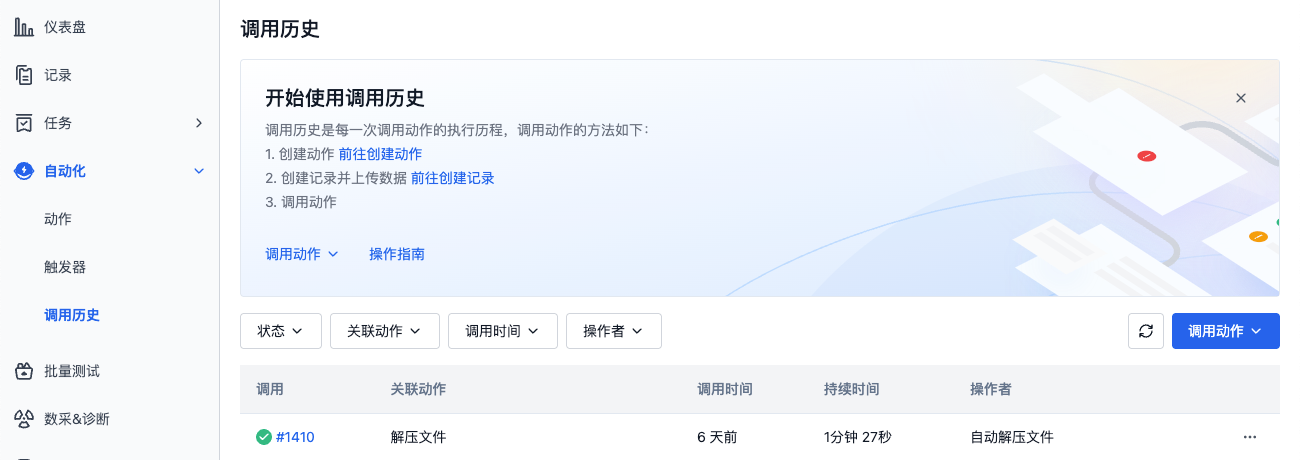 仪表盘
记录
任务
自动化
动作
触发器
调用历史
批量测试
数采&诊断
调用历史
开始使用调用历史
调用历史是每一次调用动作的执行历程，调用动作的方法如下：
1. 创建动作 前往创建动作
2. 创建记录并上传数据 前往创建记录
3. 调用动作
调用动作 操作指南
状态 关联动作 调用时间 操作者 调用动作
调用 关联动作 调用时间 持续时间 操作者
#1410 解压文件 6 天前 1分钟 27秒 自动解压文件